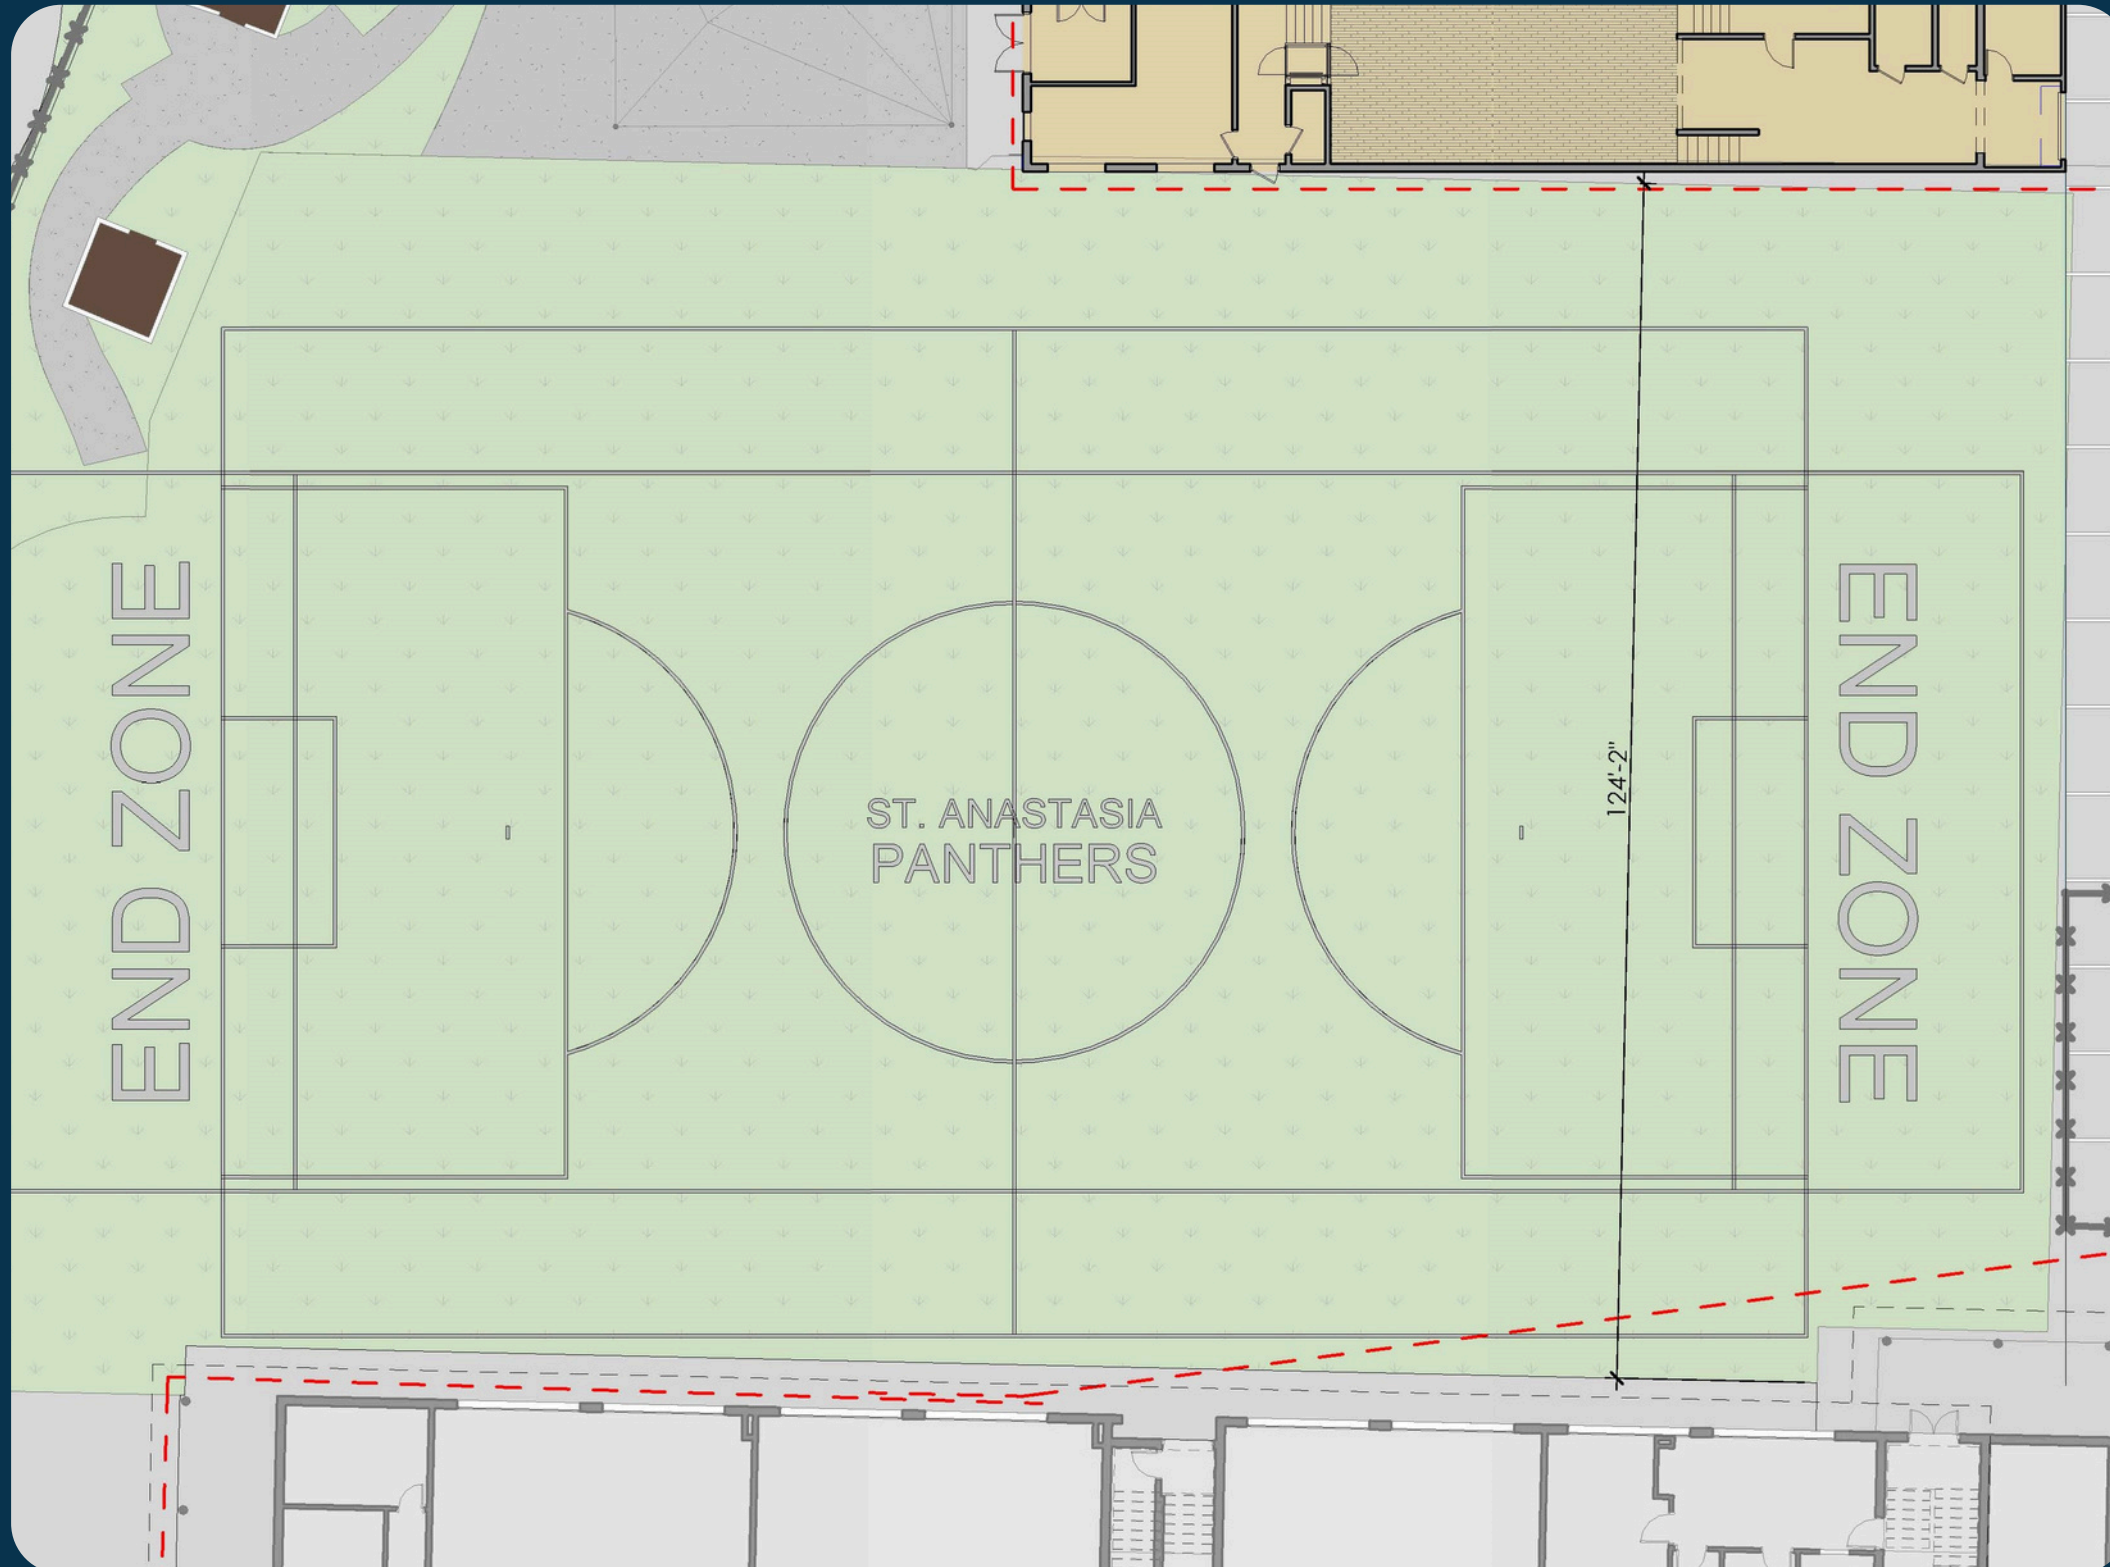 END ZONE
ST. ANASTASIA
PANTHERS
124'-2"
END ZONE